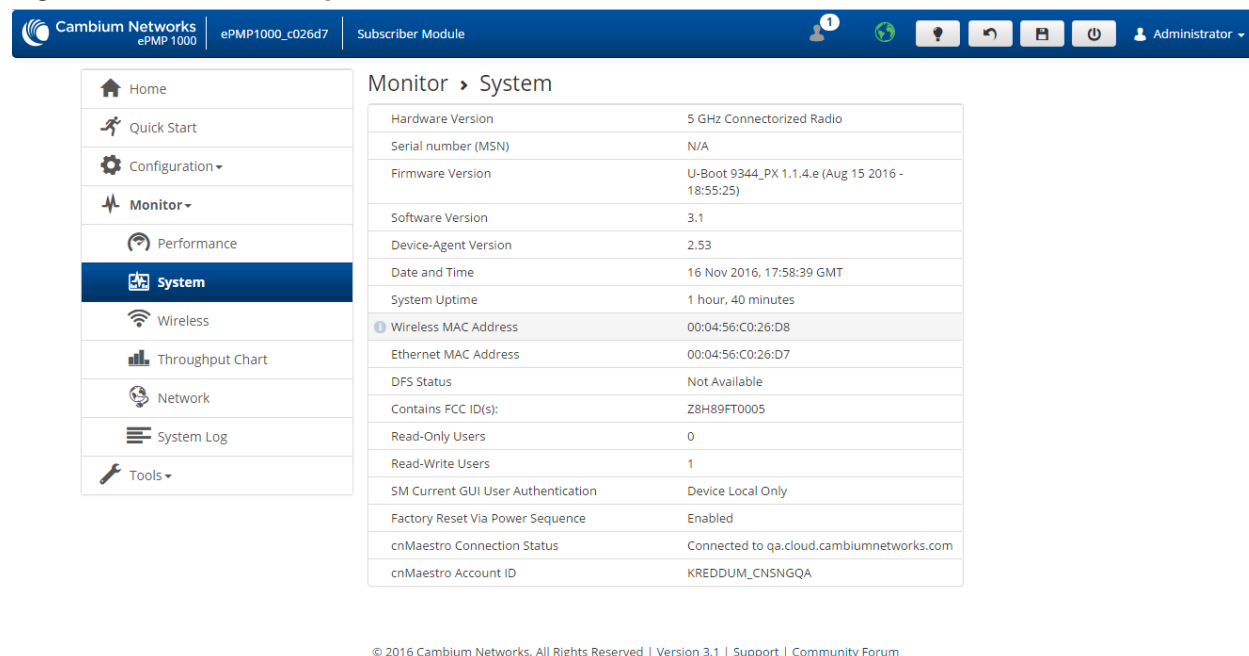 Cambium Networks
ePMP 1000
ePMP1000_c026d7
Subscriber Module
1
Administrator
Home
Quick Start
Configuration
Monitor
Performance
System
Wireless
Throughput Chart
Network
System Log
Tools
Monitor > System
Hardware Version 5 GHz Connectorized Radio
Serial number (MSN) N/A
Firmware Version U-Boot 9344_PX 1.1.4.e (Aug 15 2016 -
18:55:25)
Software Version 3.1
Device-Agent Version 2.53
Date and Time 16 Nov 2016, 17:58:39 GMT
System Uptime 1 hour, 40 minutes
Wireless MAC Address 00:04:56:C0:26:D8
Ethernet MAC Address 00:04:56:C0:26:D7
DFS Status Not Available
Contains FCC ID(s): Z8H89FT0005
Read-Only Users 0
Read-Write Users 1
SM Current GUI User Authentication Device Local Only
Factory Reset Via Power Sequence Enabled
cnMaestro Connection Status Connected to qa.cloud.cambiumnetworks.com
cnMaestro Account ID KREDDUM_CNSNGQA
© 2016 Cambium Networks. All Rights Reserved | Version 3.1 | Support | Community Forum